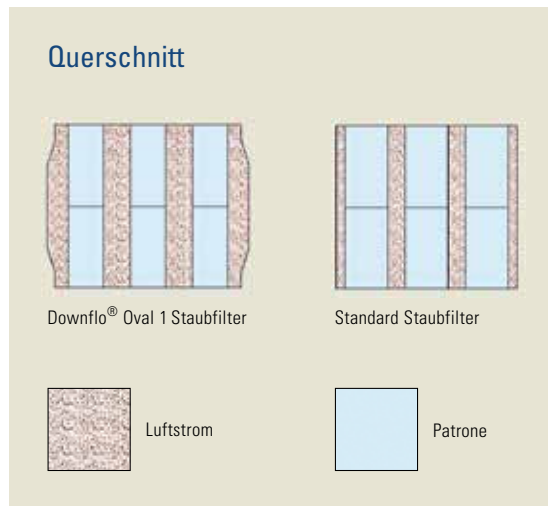 Querschnitt
Downflo® Oval 1 Staubfilter
Standard Staubfilter
Luftstrom
Patrone